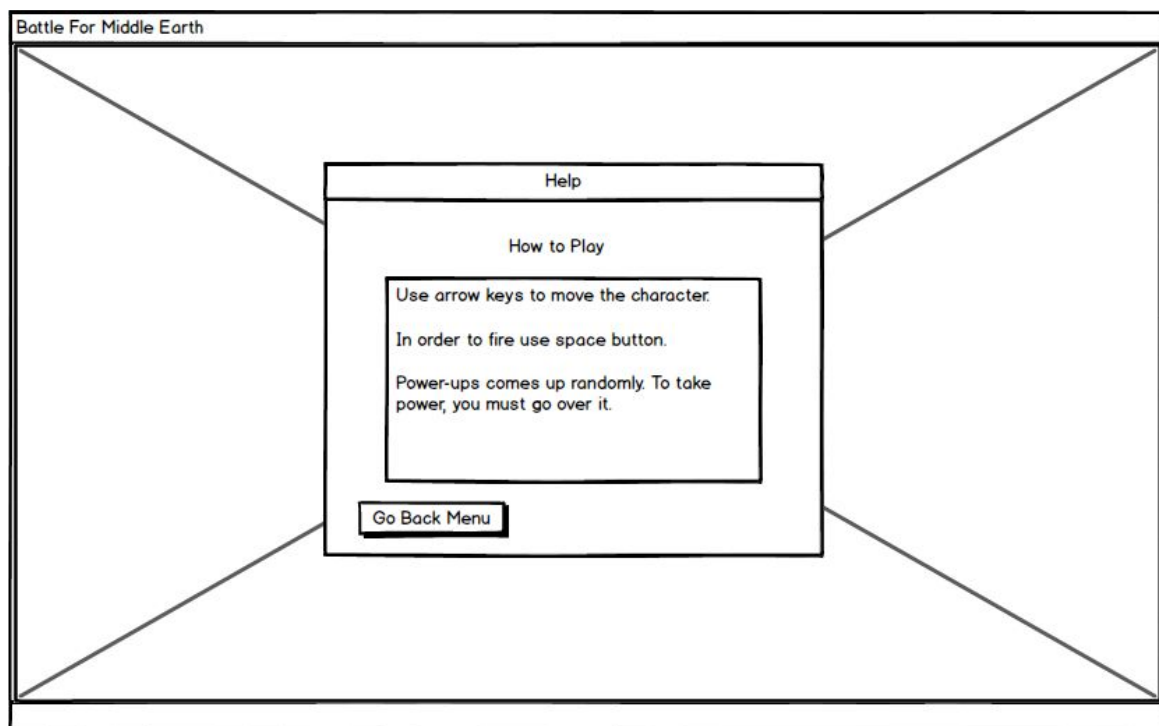 Battle For Middle Earth
Help
How to Play
Use arrow keys to move the character.
In order to fire use space button.
Power-ups comes up randomly. To take
power, you must go over it.
Go Back Menu